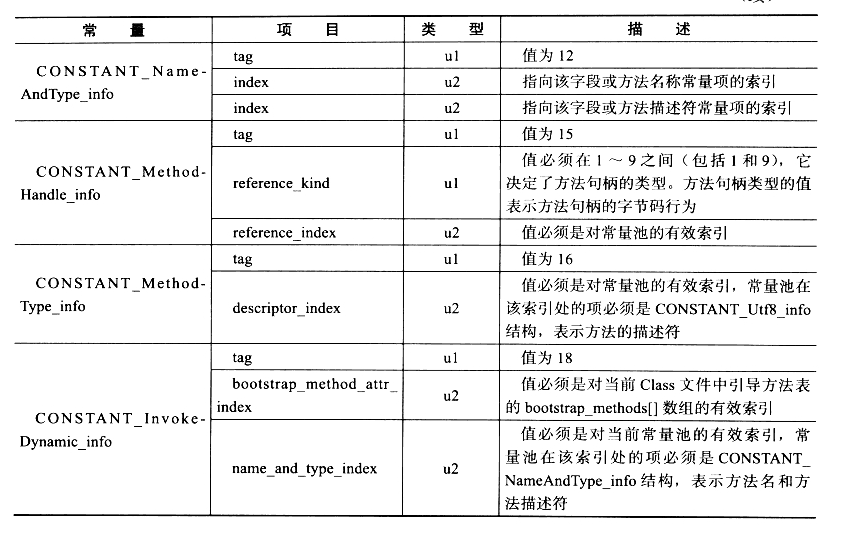 常 量 项 目 类 型 描 述
CONSTANT_Name-
AndType_info
tag u1 值为 12
index u2 指向该字段或方法名称常量项的索引
index u2 指向该字段或方法描述符常量项的索引
CONSTANT_Method-
Handle_info
tag u1 值为 15
reference_kind u1 值必须在 1 ～ 9 之间（包括 1 和 9），它
决定了方法句柄的类型。方法句柄类型的值
表示方法句柄的字节码行为
reference_index u2 值必须是对常量池的有效索引
CONSTANT_Method-
Type_info
tag u1 值为 16
descriptor_index u2 值必须是对常量池的有效索引，常量池在
该索引处的项必须是 CONSTANT_Utf8_info
结构，表示方法的描述符
CONSTANT_Invoke-
Dynamic_info
tag u1 值为 18
bootstrap_method_attr_
index u2 值必须是对当前 Class 文件中引导方法表
的 bootstrap_methods[] 数组的有效索引
name_and_type_index u2 值必须是对当前常量池的有效索引，常
量池在该索引处的项必须是 CONSTANT_
NameAndType_info 结构，表示方法名和方
法描述符